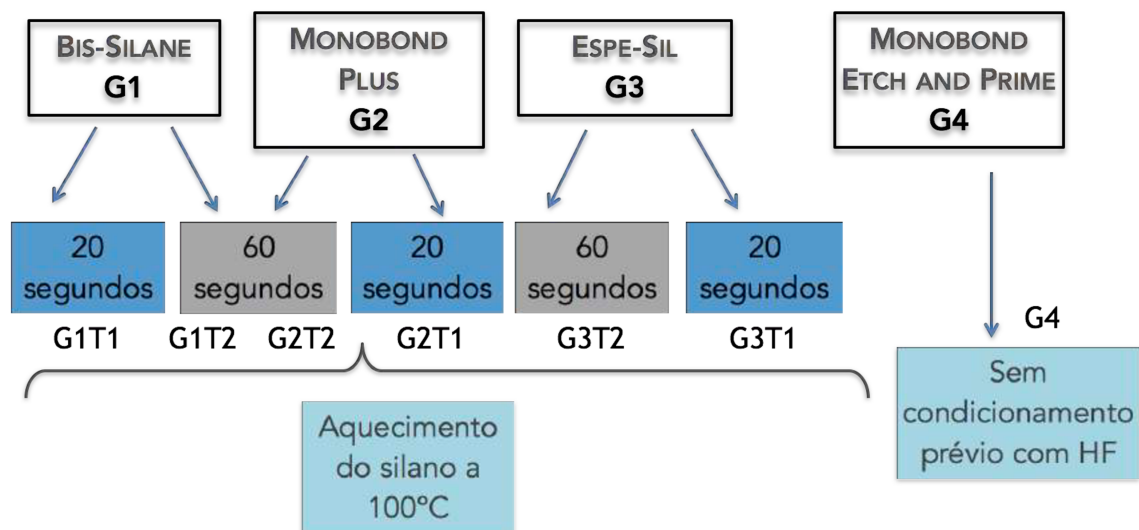 BIS-SILANE
G1
MONOBOND
PLUS
G2
ESPE-SIL
G3
MONOBOND
ETCH AND PRIME
G4
20
segundos
60
segundos
20
segundos
60
segundos
20
segundos
G1T1
G1T2
G2T2
G2T1
G3T2
G3T1
G4
Aquecimento
do silano a
100°C
Sem
condicionamento
prévio com HF